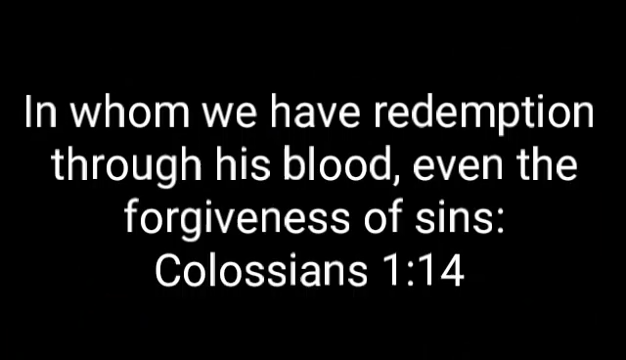 In whom we have redemption
through his blood, even the
forgiveness of sins:
Colossians 1:14